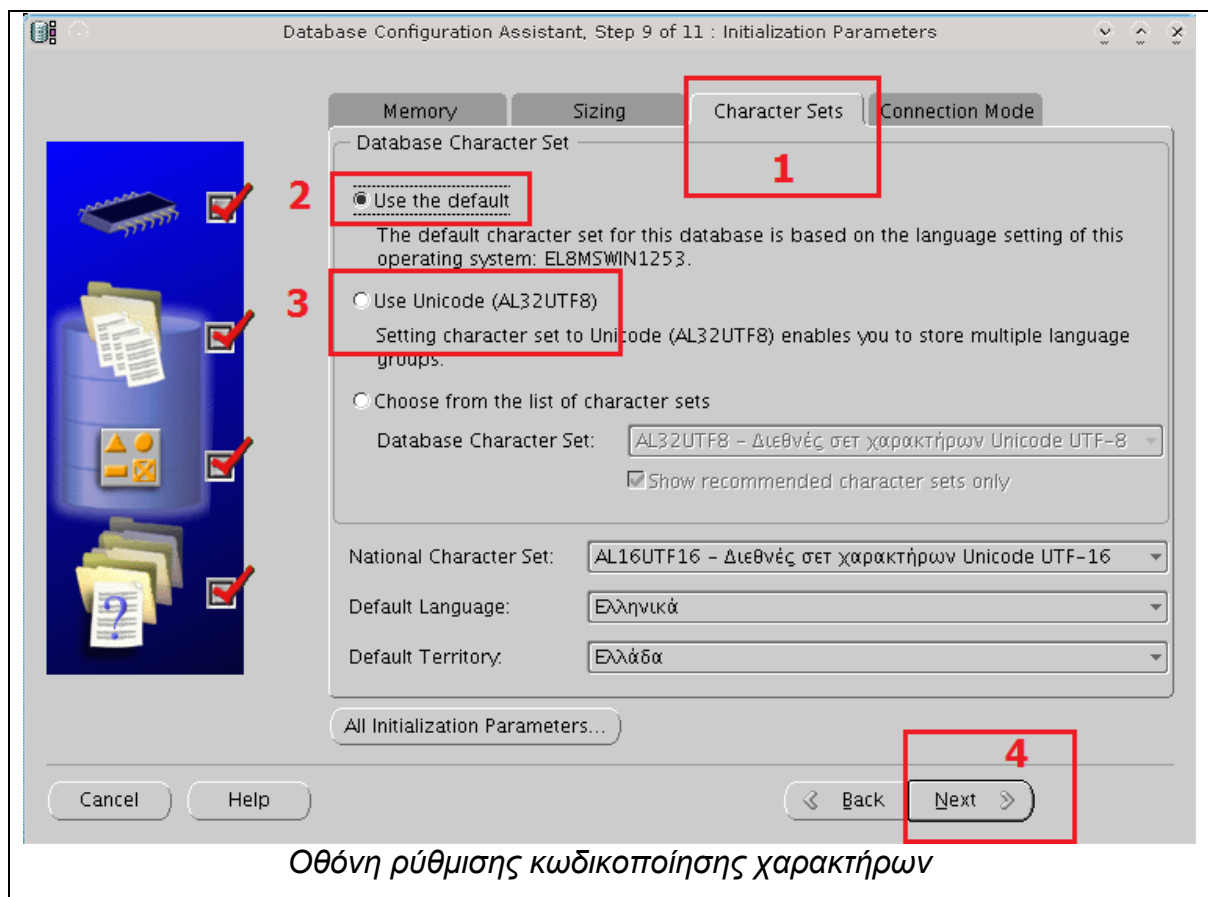 Database Configuration Assistant, Step 9 of 11 : Initialization Parameters
Memory Sizing Character Sets Connection Mode
1
Database Character Set
2 Use the default
The default character set for this database is based on the language setting of this
operating system: EL8MSWIN1253.
3 Use Unicode (AL32UTF8)
Setting character set to Unicode (AL32UTF8) enables you to store multiple language
groups.
Choose from the list of character sets
Database Character Set: AL32UTF8 - Διεθνές σετ χαρακτήρων Unicode UTF-8
Show recommended character sets only
National Character Set: AL16UTF16 - Διεθνές σετ χαρακτήρων Unicode UTF-16
Default Language: Ελληνικά
Default Territory: Ελλάδα
All Initialization Parameters...
4
Cancel Help Back Next
Οθόνη ρύθμισης κωδικοποίησης χαρακτήρων